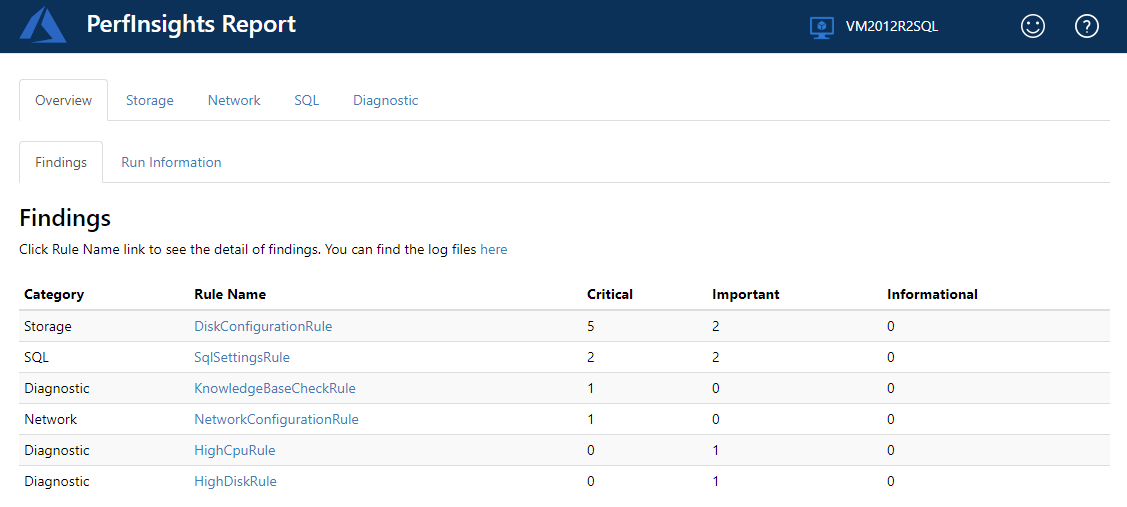 PerfInsights Report
VM2012R2SQL
?
Overview Storage Network SQL Diagnostic
Findings Run Information
Findings
Click Rule Name link to see the detail of findings. You can find the log files here
Category Rule Name Critical Important Informational
Storage DiskConfigurationRule 5 2 0
SQL SqlSettingsRule 2 2 0
Diagnostic KnowledgeBaseCheckRule 1 0 0
Network NetworkConfigurationRule 1 0 0
Diagnostic HighCpuRule 0 1 0
Diagnostic HighDiskRule 0 1 0